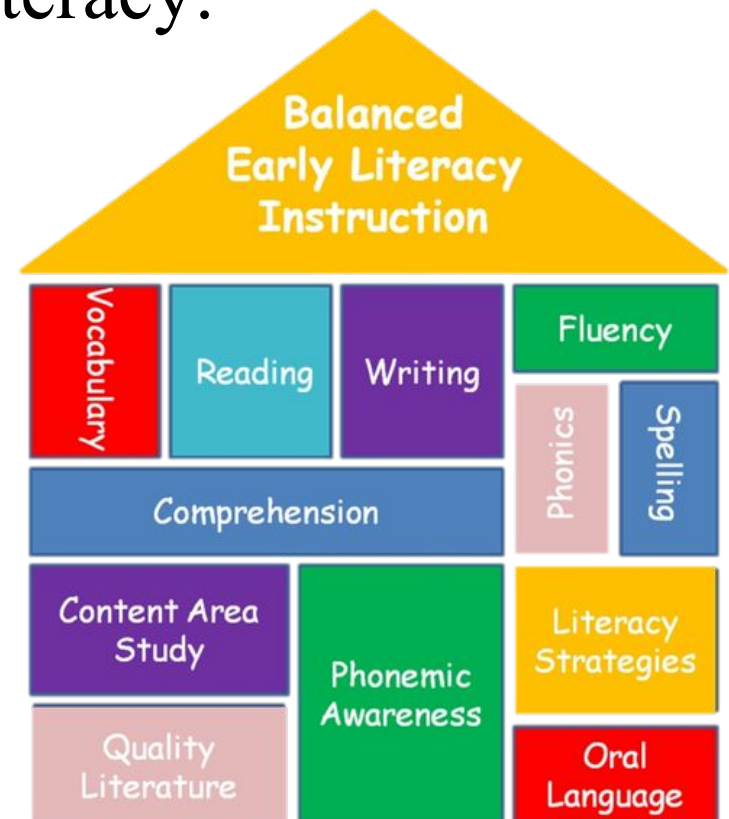 teracy:
Balanced
Early Literacy
Instruction
Vocabulary
Reading
Writing
Fluency
Phonics
Spelling
Comprehension
Content Area
Study
Phonemic
Awareness
Literacy
Strategies
Quality
Literature
Oral
Language